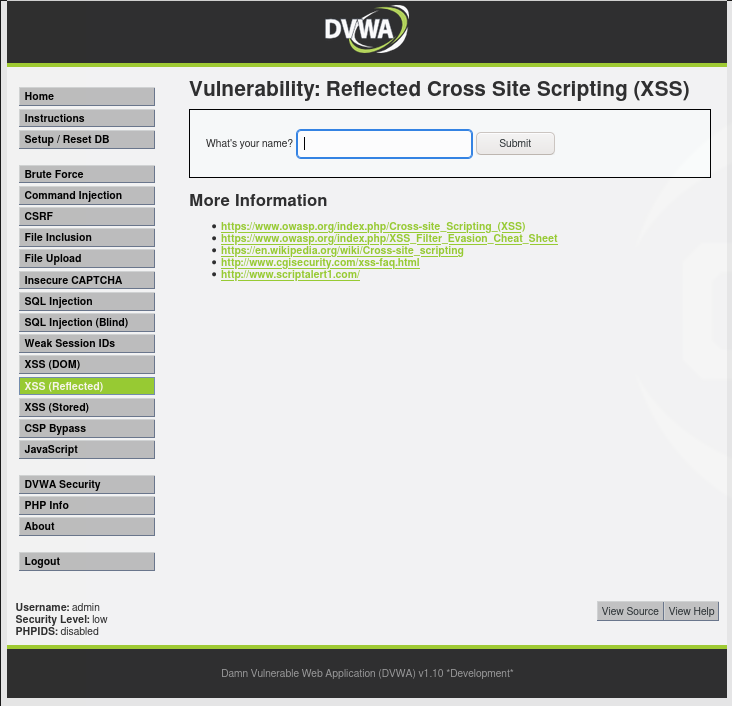 DVWA
Home
Instructions
Setup / Reset DB
Brute Force
Command Injection
CSRF
File Inclusion
File Upload
Insecure CAPTCHA
SQL Injection
SQL Injection (Blind)
Weak Session IDs
XSS (DOM)
XSS (Reflected)
XSS (Stored)
CSP Bypass
JavaScript
DVWA Security
PHP Info
About
Logout
Vulnerability: Reflected Cross Site Scripting (XSS)
What's your name? Submit
More Information
https://www.owasp.org/index.php/Cross-site_Scripting_(XSS)
https://www.owasp.org/index.php/XSS_Filter_Evasion_Cheat_Sheet
https://en.wikipedia.org/wiki/Cross-site_scripting
http://www.cgisecurity.com/xss-faq.html
http://www.scriptalert1.com/
Username: admin
Security Level: low
PHPIDS: disabled
View Source View Help
Damn Vulnerable Web Application (DVWA) v1.10 *Development*